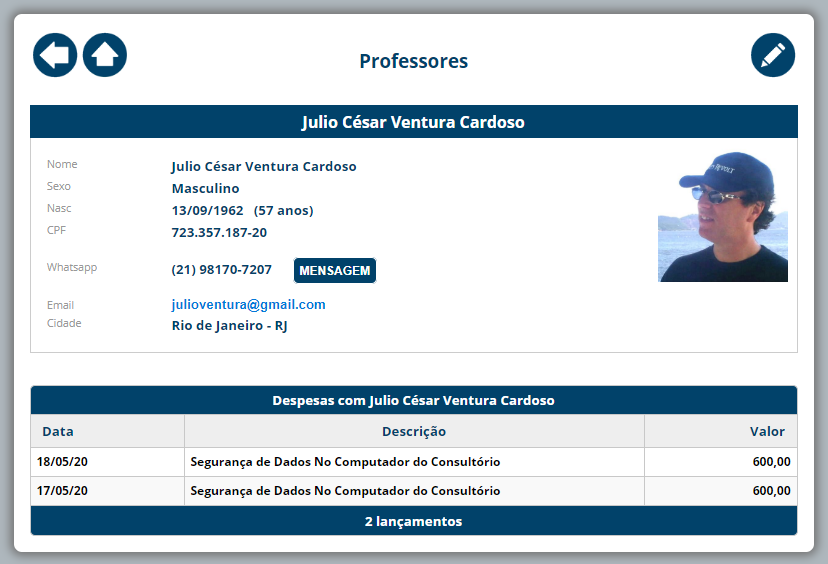 Professores
Julio César Ventura Cardoso
Nome Julio César Ventura Cardoso
Sexo Masculino
Nasc 13/09/1962 (57 anos)
CPF 723.357.187-20
Whatsapp (21) 98170-7207 MENSAGEM
Email julioventura@gmail.com
Cidade Rio de Janeiro - RJ
Despesas com Julio César Ventura Cardoso
Data Descrição Valor
18/05/20 Segurança de Dados No Computador do Consultório 600,00
17/05/20 Segurança de Dados No Computador do Consultório 600,00
2 lançamentos